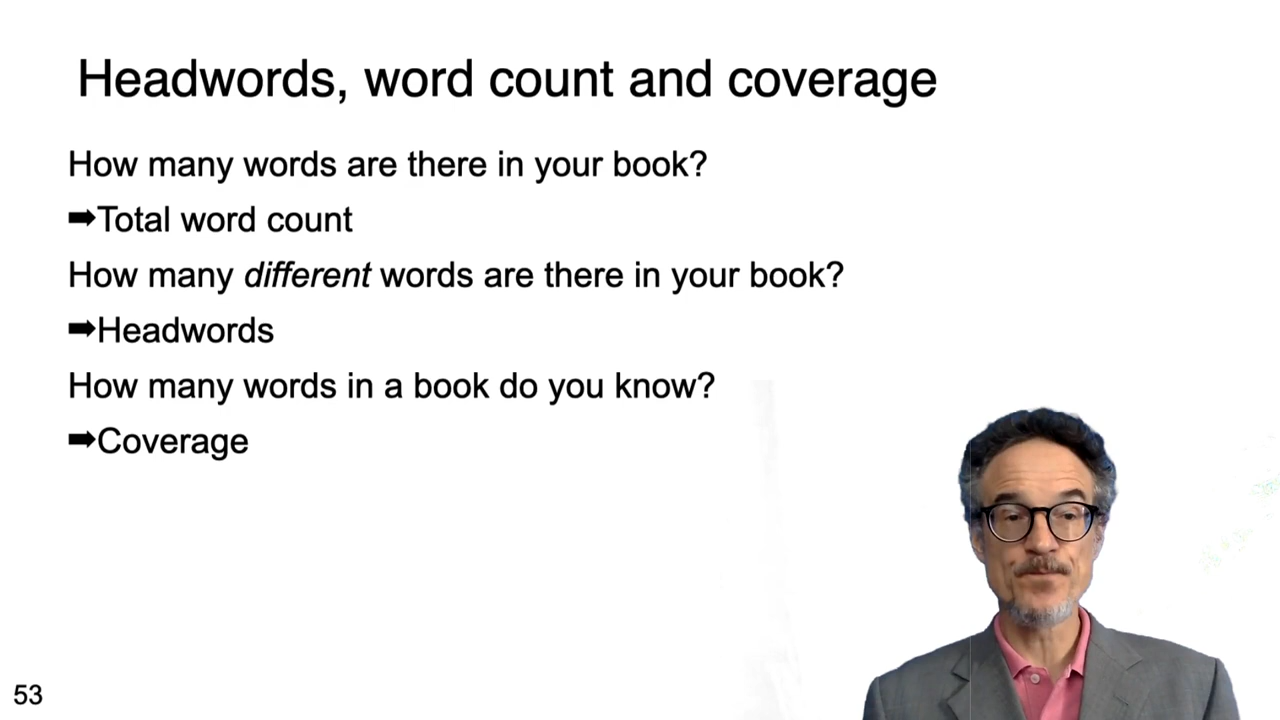 Headwords, word count and coverage
How many words are there in your book?
➡Total word count
How many different words are there in your book?
➡Headwords
How many words in a book do you know?
➡Coverage
53